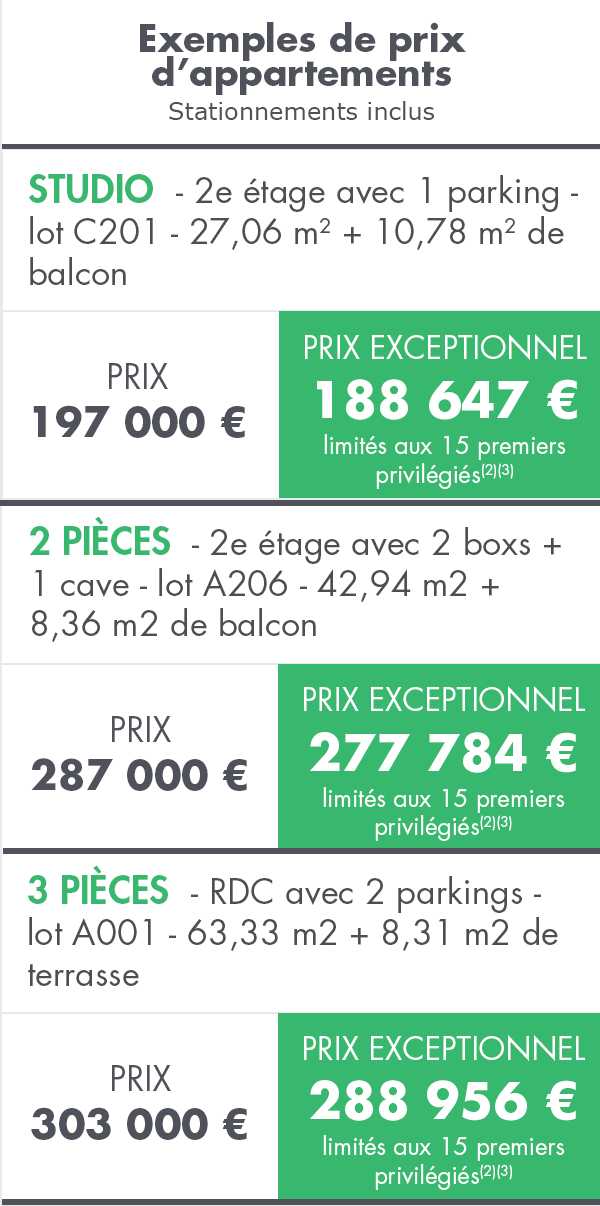 Exemples de prix
d’appartements
Stationnements inclus
STUDIO - 2e étage avec 1 parking -
lot C201 - 27,06 m² + 10,78 m² de
balcon
PRIX
197 000 €
PRIX EXCEPTIONNEL
188 647 €
limités aux 15 premiers
privilégiés(2)(3)
2 PIÈCES - 2e étage avec 2 boxs +
1 cave - lot A206 - 42,94 m2 +
8,36 m2 de balcon
PRIX
287 000 €
PRIX EXCEPTIONNEL
277 784 €
limités aux 15 premiers
privilégiés(2)(3)
3 PIÈCES - RDC avec 2 parkings -
lot A001 - 63,33 m2 + 8,31 m2 de
terrasse
PRIX
303 000 €
PRIX EXCEPTIONNEL
288 956 €
limités aux 15 premiers
privilégiés(2)(3)